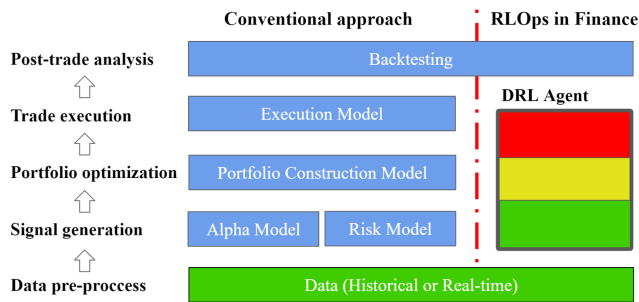 Conventional approach
RLOps in Finance
Post-trade analysis
Backtesting
DRL Agent
Trade execution
Execution Model
Portfolio optimization
Portfolio Construction Model
Signal generation
Alpha Model
Risk Model
Data pre-proccess
Data (Historical or Real-time)